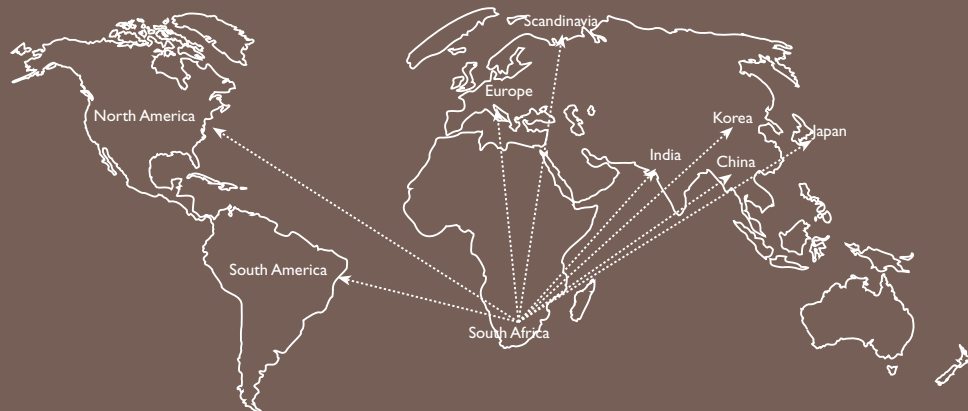 Scandinavia
Europe
North America
Korea
Japan
India
China
South America
South Africa